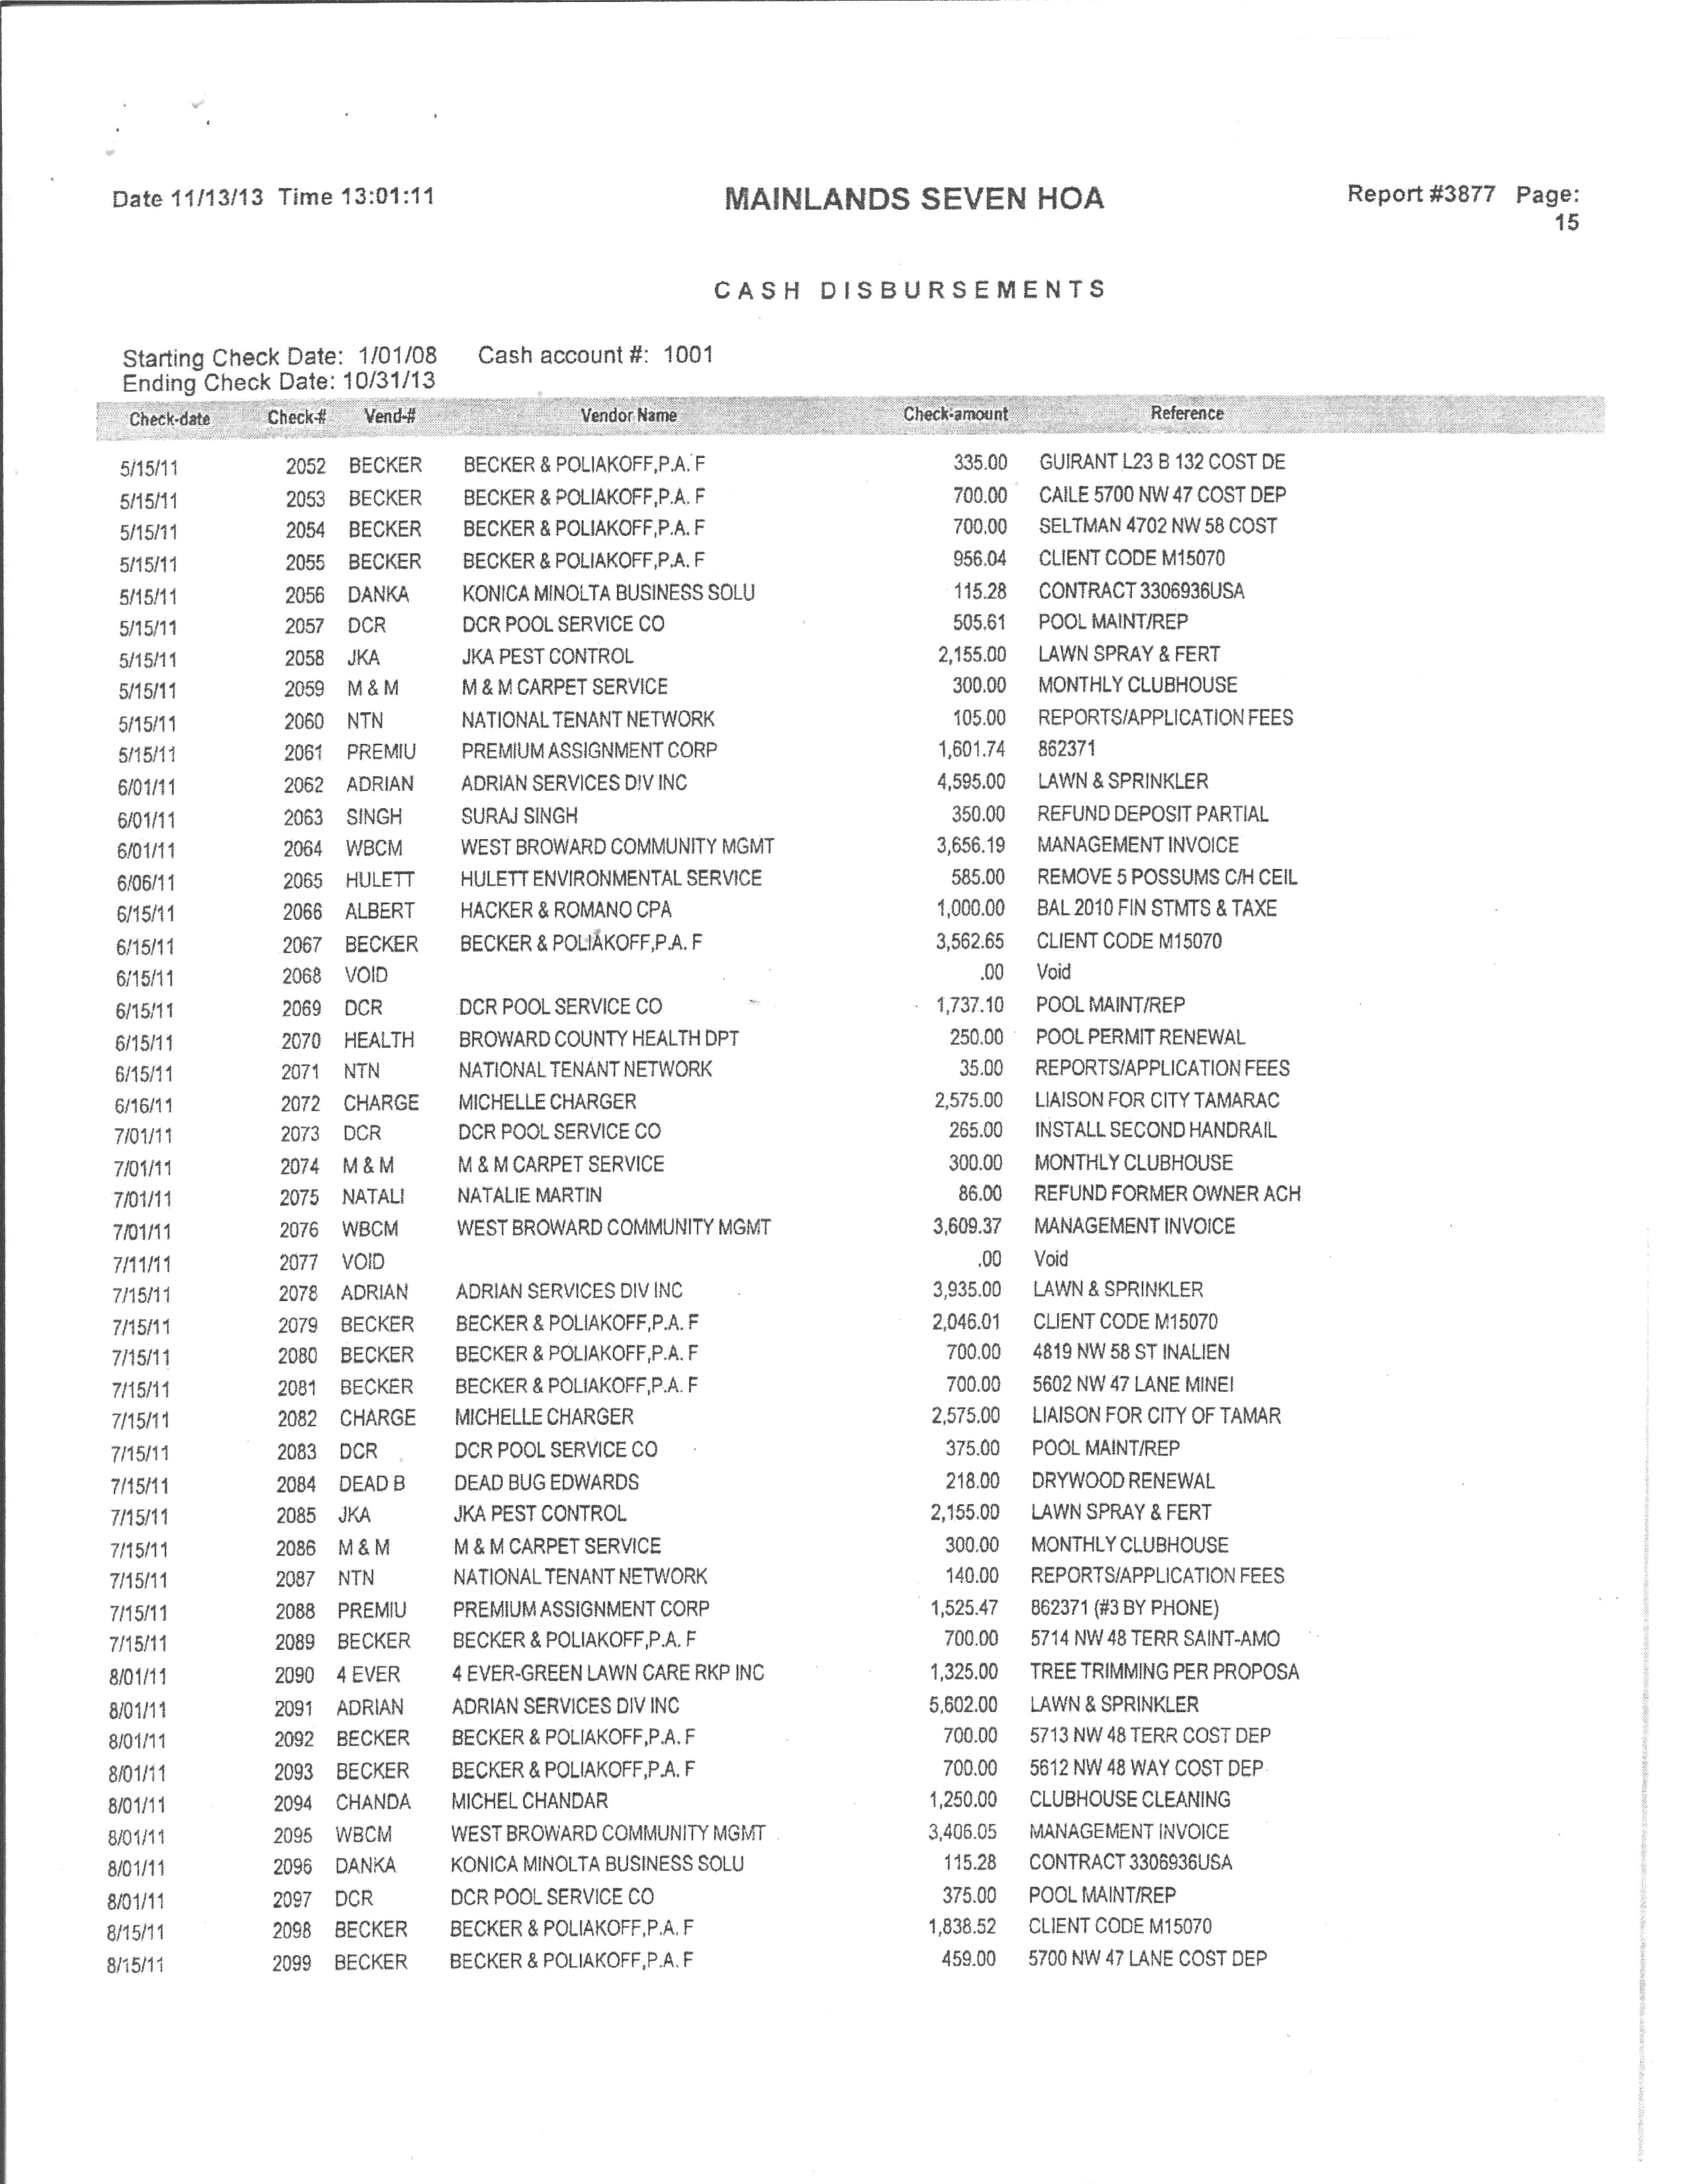 Date 11/13/13 Time 13:01:11 MAINLANDS SEVEN HOA Report #3877 Page:
15
CASH DISBURSEMENTS
Starting Check Date: 1/01/08 Cash account #: 1001
Ending Check Date: 10/31/13
Check-date Check-# Vend-# Vendor Name Check-amount Reference
5/15/11 2052 BECKER BECKER & POLIAKOFF,P.A. F 335.00 GUIRANT L23 B 132 COST DE
5/15/11 2053 BECKER BECKER & POLIAKOFF,P.A. F 700.00 CAILE 5700 NW 47 COST DEP
5/15/11 2054 BECKER BECKER & POLIAKOFF,P.A. F 700.00 SELTMAN 4702 NW 58 COST
5/15/11 2055 BECKER BECKER & POLIAKOFF,P.A. F 956.04 CLIENT CODE M15070
5/15/11 2056 DANKA KONICA MINOLTA BUSINESS SOLU 115.28 CONTRACT 3306936USA
5/15/11 2057 DCR DCR POOL SERVICE CO 505.61 POOL MAINT/REP
5/15/11 2058 JKA JKA PEST CONTROL 2,155.00 LAWN SPRAY & FERT
5/15/11 2059 M & M M & M CARPET SERVICE 300.00 MONTHLY CLUBHOUSE
5/15/11 2060 NTN NATIONAL TENANT NETWORK 105.00 REPORTS/APPLICATION FEES
5/15/11 2061 PREMIU PREMIUM ASSIGNMENT CORP 1,601.74 862371
6/01/11 2062 ADRIAN ADRIAN SERVICES DIV INC 4,595.00 LAWN & SPRINKLER
6/01/11 2063 SINGH SURAJ SINGH 350.00 REFUND DEPOSIT PARTIAL
6/01/11 2064 WBCM WEST BROWARD COMMUNITY MGMT 3,656.19 MANAGEMENT INVOICE
6/06/11 2065 HULETT HULETT ENVIRONMENTAL SERVICE 585.00 REMOVE 5 POSSUMS C/H CEIL
6/15/11 2066 ALBERT HACKER & ROMANO CPA 1,000.00 BAL 2010 FIN STMTS & TAXE
6/15/11 2067 BECKER BECKER & POLIAKOFF,P.A. F 3,562.65 CLIENT CODE M15070
6/15/11 2068 VOID .00 Void
6/15/11 2069 DCR DCR POOL SERVICE CO 1,737.10 POOL MAINT/REP
6/15/11 2070 HEALTH BROWARD COUNTY HEALTH DPT 250.00 POOL PERMIT RENEWAL
6/15/11 2071 NTN NATIONAL TENANT NETWORK 35.00 REPORTS/APPLICATION FEES
6/16/11 2072 CHARGE MICHELLE CHARGER 2,575.00 LIAISON FOR CITY TAMARAC
7/01/11 2073 DCR DCR POOL SERVICE CO 265.00 INSTALL SECOND HANDRAIL
7/01/11 2074 M & M M & M CARPET SERVICE 300.00 MONTHLY CLUBHOUSE
7/01/11 2075 NATALI NATALIE MARTIN 86.00 REFUND FORMER OWNER ACH
7/01/11 2076 WBCM WEST BROWARD COMMUNITY MGMT 3,609.37 MANAGEMENT INVOICE
7/11/11 2077 VOID .00 Void
7/15/11 2078 ADRIAN ADRIAN SERVICES DIV INC 3,935.00 LAWN & SPRINKLER
7/15/11 2079 BECKER BECKER & POLIAKOFF,P.A. F 2,046.01 CLIENT CODE M15070
7/15/11 2080 BECKER BECKER & POLIAKOFF,P.A. F 700.00 4819 NW 58 ST INALIEN
7/15/11 2081 BECKER BECKER & POLIAKOFF,P.A. F 700.00 5602 NW 47 LANE MINEI
7/15/11 2082 CHARGE MICHELLE CHARGER 2,575.00 LIAISON FOR CITY OF TAMAR
7/15/11 2083 DCR DCR POOL SERVICE CO 375.00 POOL MAINT/REP
7/15/11 2084 DEAD B DEAD BUG EDWARDS 218.00 DRYWOOD RENEWAL
7/15/11 2085 JKA JKA PEST CONTROL 2,155.00 LAWN SPRAY & FERT
7/15/11 2086 M & M M & M CARPET SERVICE 300.00 MONTHLY CLUBHOUSE
7/15/11 2087 NTN NATIONAL TENANT NETWORK 140.00 REPORTS/APPLICATION FEES
7/15/11 2088 PREMIU PREMIUM ASSIGNMENT CORP 1,525.47 862371 (#3 BY PHONE)
7/15/11 2089 BECKER BECKER & POLIAKOFF,P.A. F 700.00 5714 NW 48 TERR SAINT-AMO
8/01/11 2090 4 EVER 4 EVER-GREEN LAWN CARE RKP INC 1,325.00 TREE TRIMMING PER PROPOSA
8/01/11 2091 ADRIAN ADRIAN SERVICES DIV INC 5,602.00 LAWN & SPRINKLER
8/01/11 2092 BECKER BECKER & POLIAKOFF,P.A. F 700.00 5713 NW 48 TERR COST DEP
8/01/11 2093 BECKER BECKER & POLIAKOFF,P.A. F 700.00 5612 NW 48 WAY COST DEP
8/01/11 2094 CHANDA MICHEL CHANDAR 1,250.00 CLUBHOUSE CLEANING
8/01/11 2095 WBCM WEST BROWARD COMMUNITY MGMT 3,406.05 MANAGEMENT INVOICE
8/01/11 2096 DANKA KONICA MINOLTA BUSINESS SOLU 115.28 CONTRACT 3306936USA
8/01/11 2097 DCR DCR POOL SERVICE CO 375.00 POOL MAINT/REP
8/15/11 2098 BECKER BECKER & POLIAKOFF,P.A. F 1,838.52 CLIENT CODE M15070
8/15/11 2099 BECKER BECKER & POLIAKOFF,P.A. F 459.00 5700 NW 47 LANE COST DEP